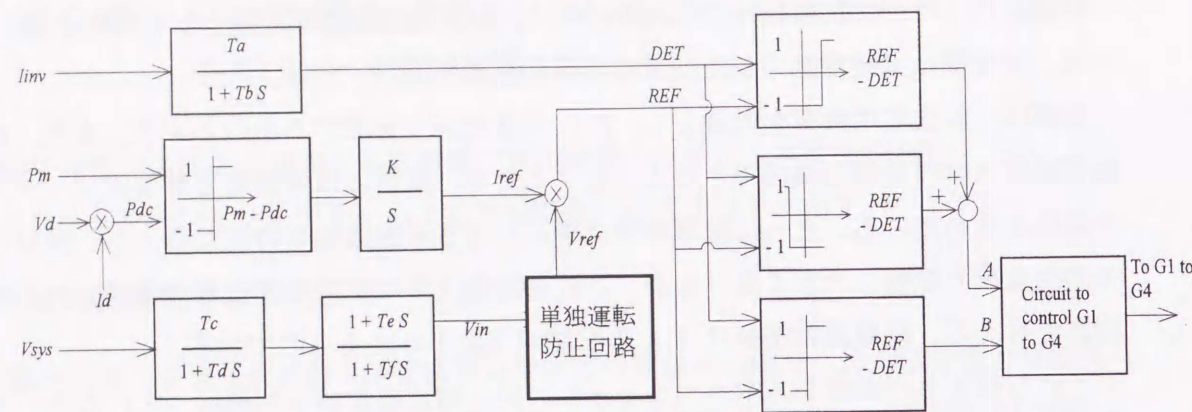 Iinv
Ta
1 + Tb S
DET
REF
1
- 1
REF
- DET
Pm
Vd
Pdc
Id
1
- 1
Pm - Pdc
K
S
Iref
Vref
1
- 1
REF
- DET
+
+
Vsys
Tc
1 + Td S
1 + Te S
1 + Tf S
Vin
単独運転
防止回路
1
- 1
REF
- DET
A
B
Circuit to
control G1
to G4
To G1 to
G4